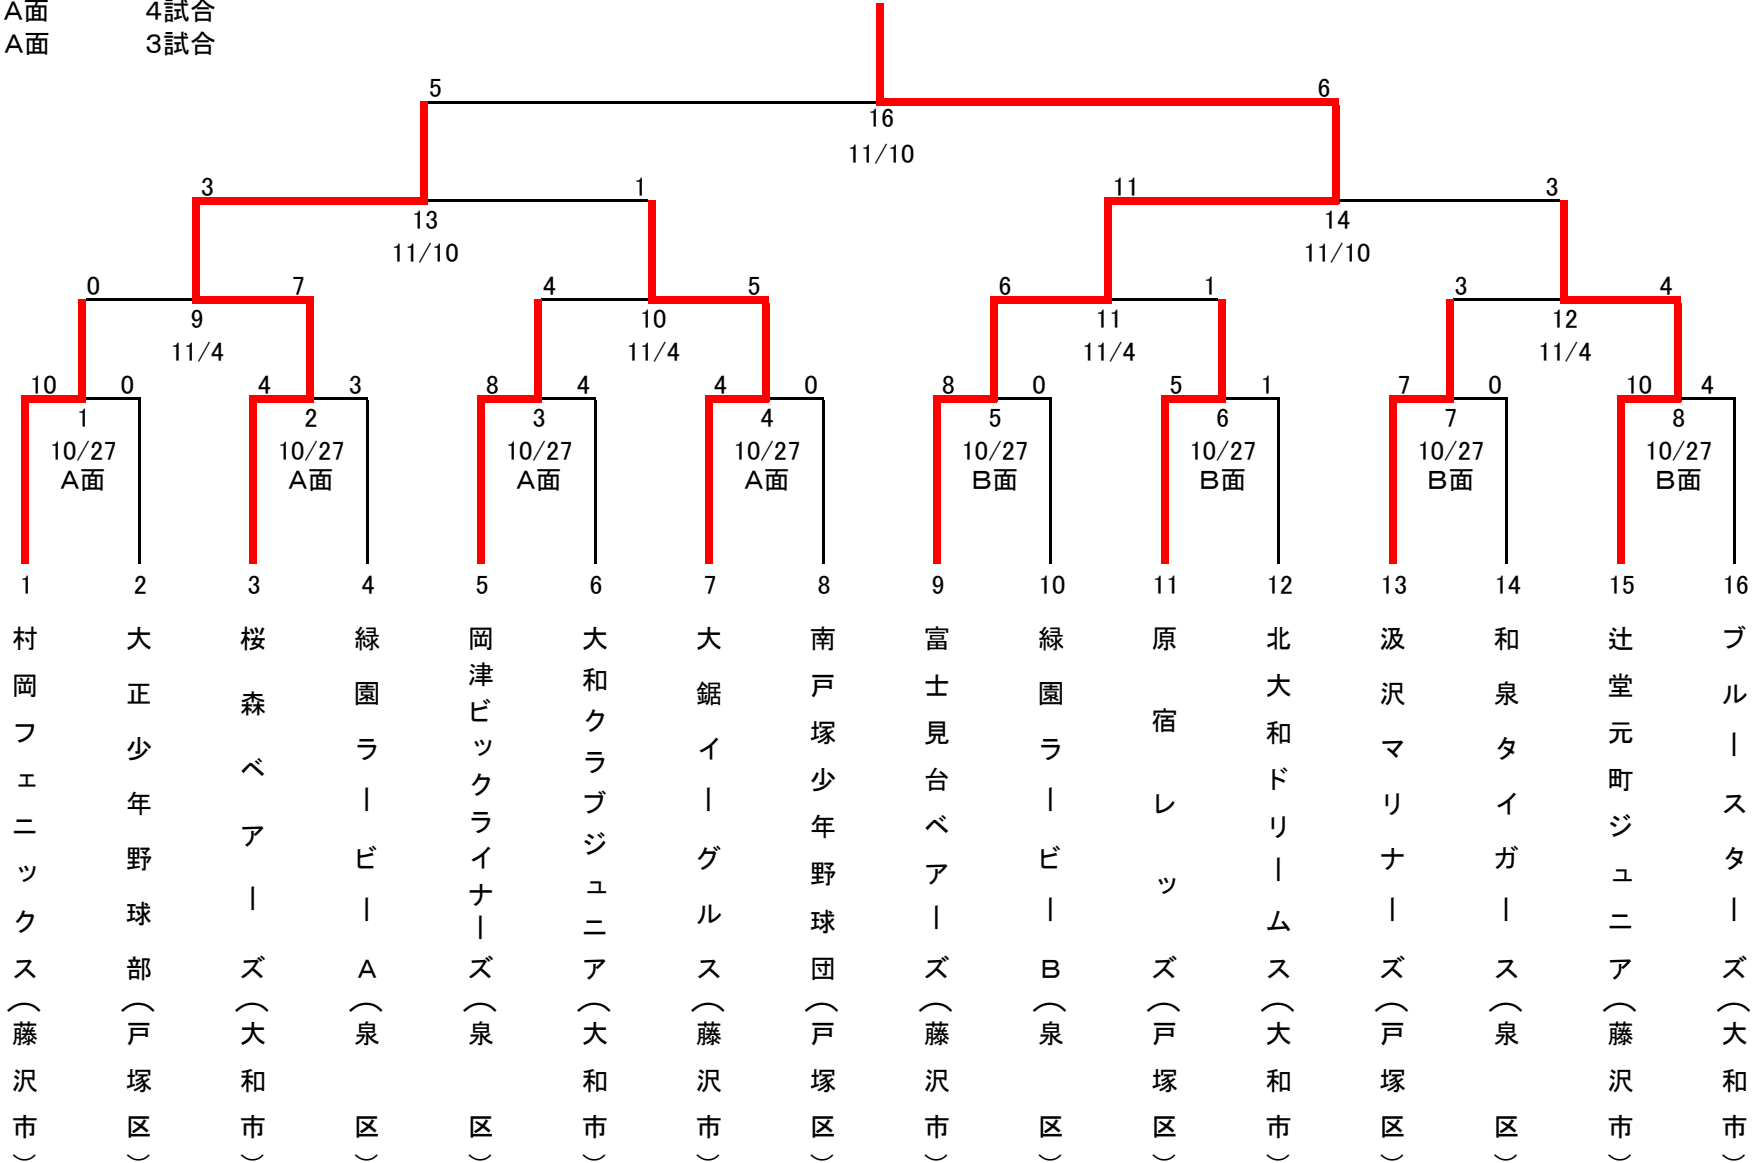 A面 4試合
A面 3試合
5 6
16
11/10
3 1 11 3
13 14
11/10 11/10
0 7 4 5 6 1 3 4
9 10 11 12
11/4 11/4 11/4 11/4
10 0 4 3 8 4 4 0 8 0 5 1 7 0 10 4
1 2 3 4 5 6 7 8
10/27 10/27 10/27 10/27 10/27 10/27 10/27 10/27
A面 A面 A面 A面 B面 B面 B面 B面
1 2 3 4 5 6 7 8 9 10 11 12 13 14 15 16
村岡フェニックス(藤沢市)
大正少年野球部(戸塚区)
桜森ベアーズ(大和市)
緑園ラービーA(泉区)
岡津ビックライナーズ(泉区)
大和クラブジュニア(大和市)
大鋸イーグルス(藤沢市)
南戸塚少年野球団(戸塚区)
富士見台ベアーズ(藤沢市)
緑園ラービーB(泉区)
原宿レッズ(戸塚区)
北大和ドリームス(大和市)
汲沢マリナーズ(戸塚区)
和泉タイガース(泉区)
辻堂元町ジュニア(藤沢市)
ブルースターズ(大和市)